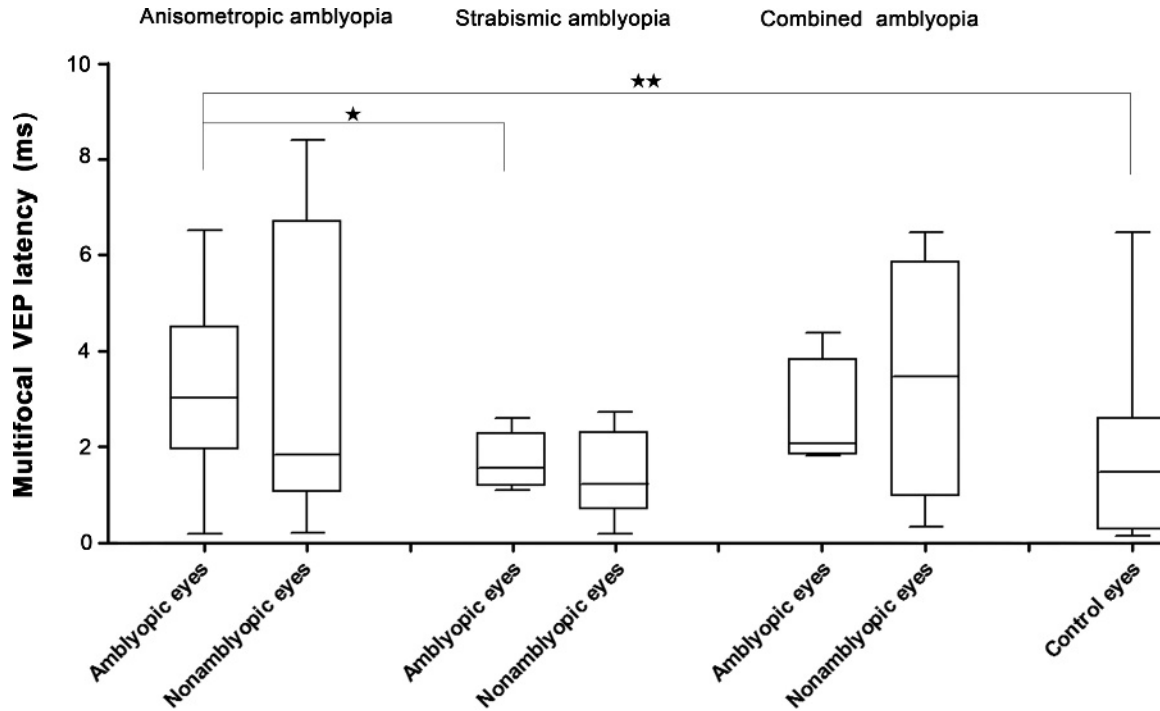 Anisometropic amblyopia
Strabismic amblyopia
Combined amblyopia
Multifocal VEP latency (ms)
10
8
6
4
2
0
★
★★
Amblyopic eyes
Nonamblyopic eyes
Amblyopic eyes
Nonamblyopic eyes
Amblyopic eyes
Nonamblyopic eyes
Control eyes